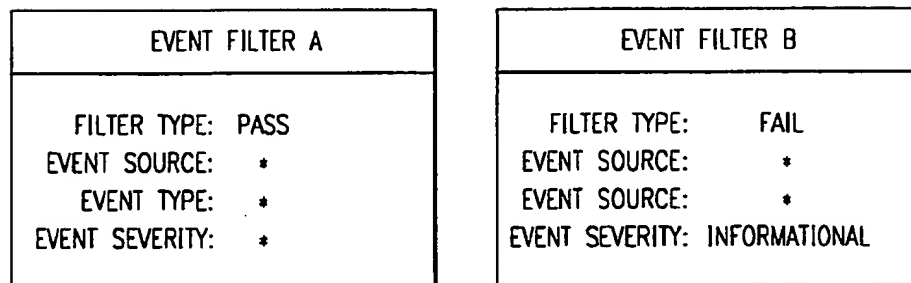 EVENT FILTER A
FILTER TYPE: PASS
EVENT SOURCE: *
EVENT TYPE: *
EVENT SEVERITY: *
EVENT FILTER B
FILTER TYPE: FAIL
EVENT SOURCE: *
EVENT SOURCE: *
EVENT SEVERITY: INFORMATIONAL